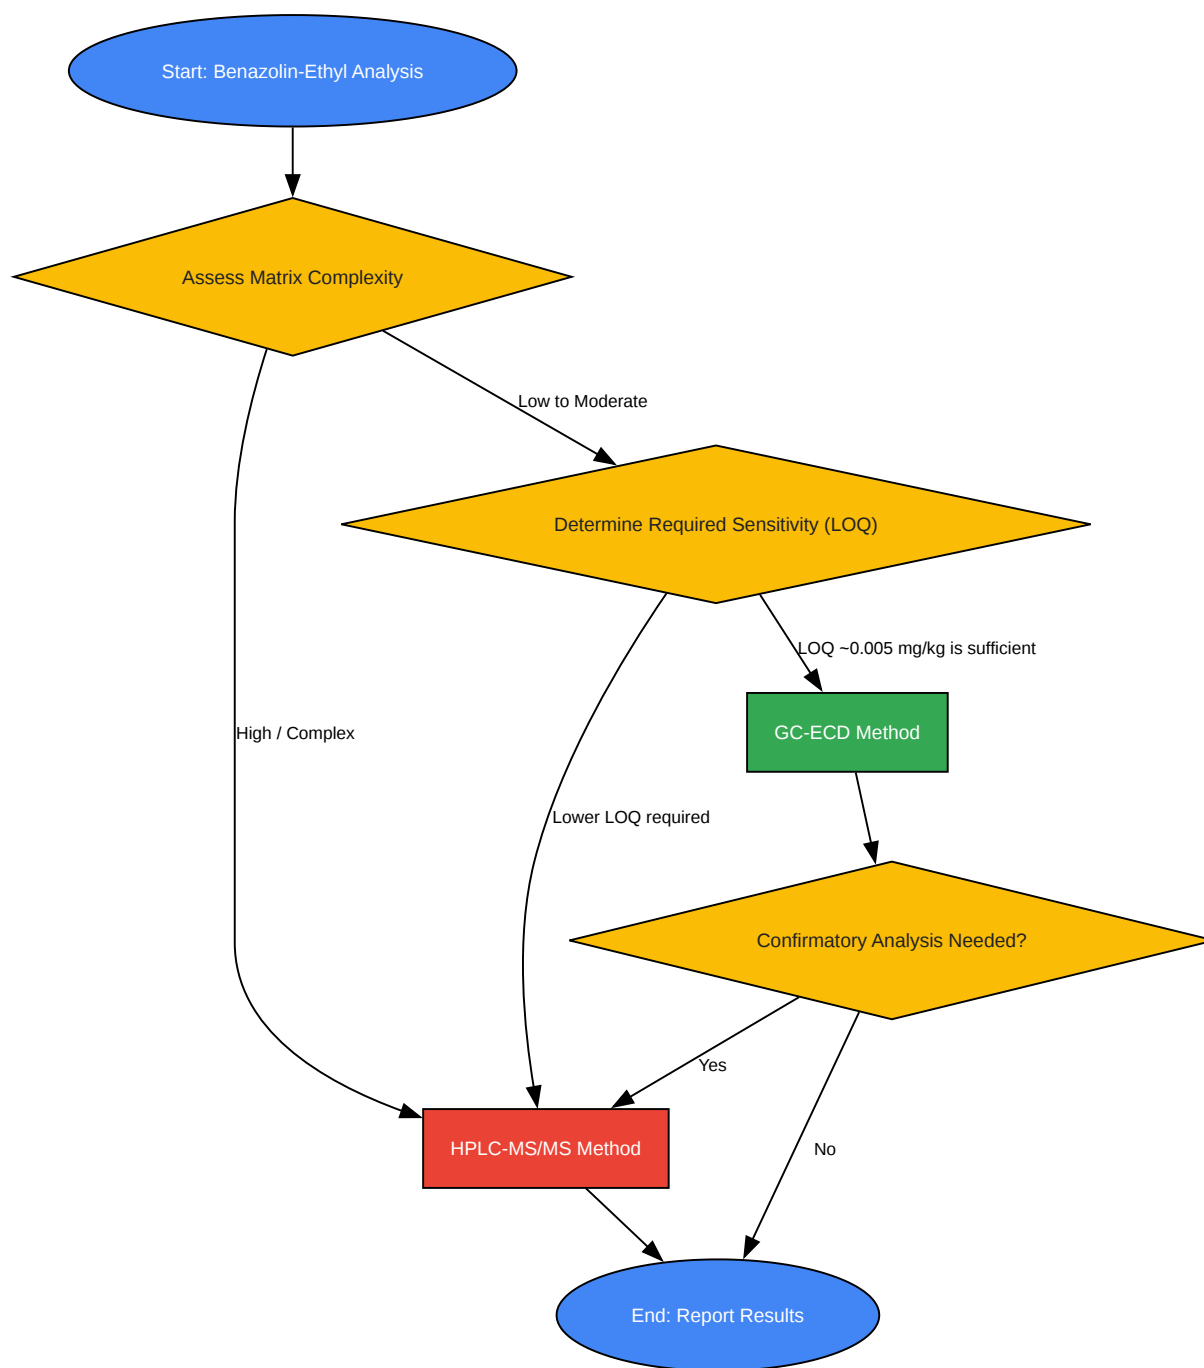 Start: Benazolin-Ethyl Analysis
Assess Matrix Complexity
Low to Moderate
Determine Required Sensitivity (LOQ)
LOQ ~0.005 mg/kg is sufficient
GC-ECD Method
High / Complex
Lower LOQ required
Confirmatory Analysis Needed?
Yes
HPLC-MS/MS Method
No
End: Report Results